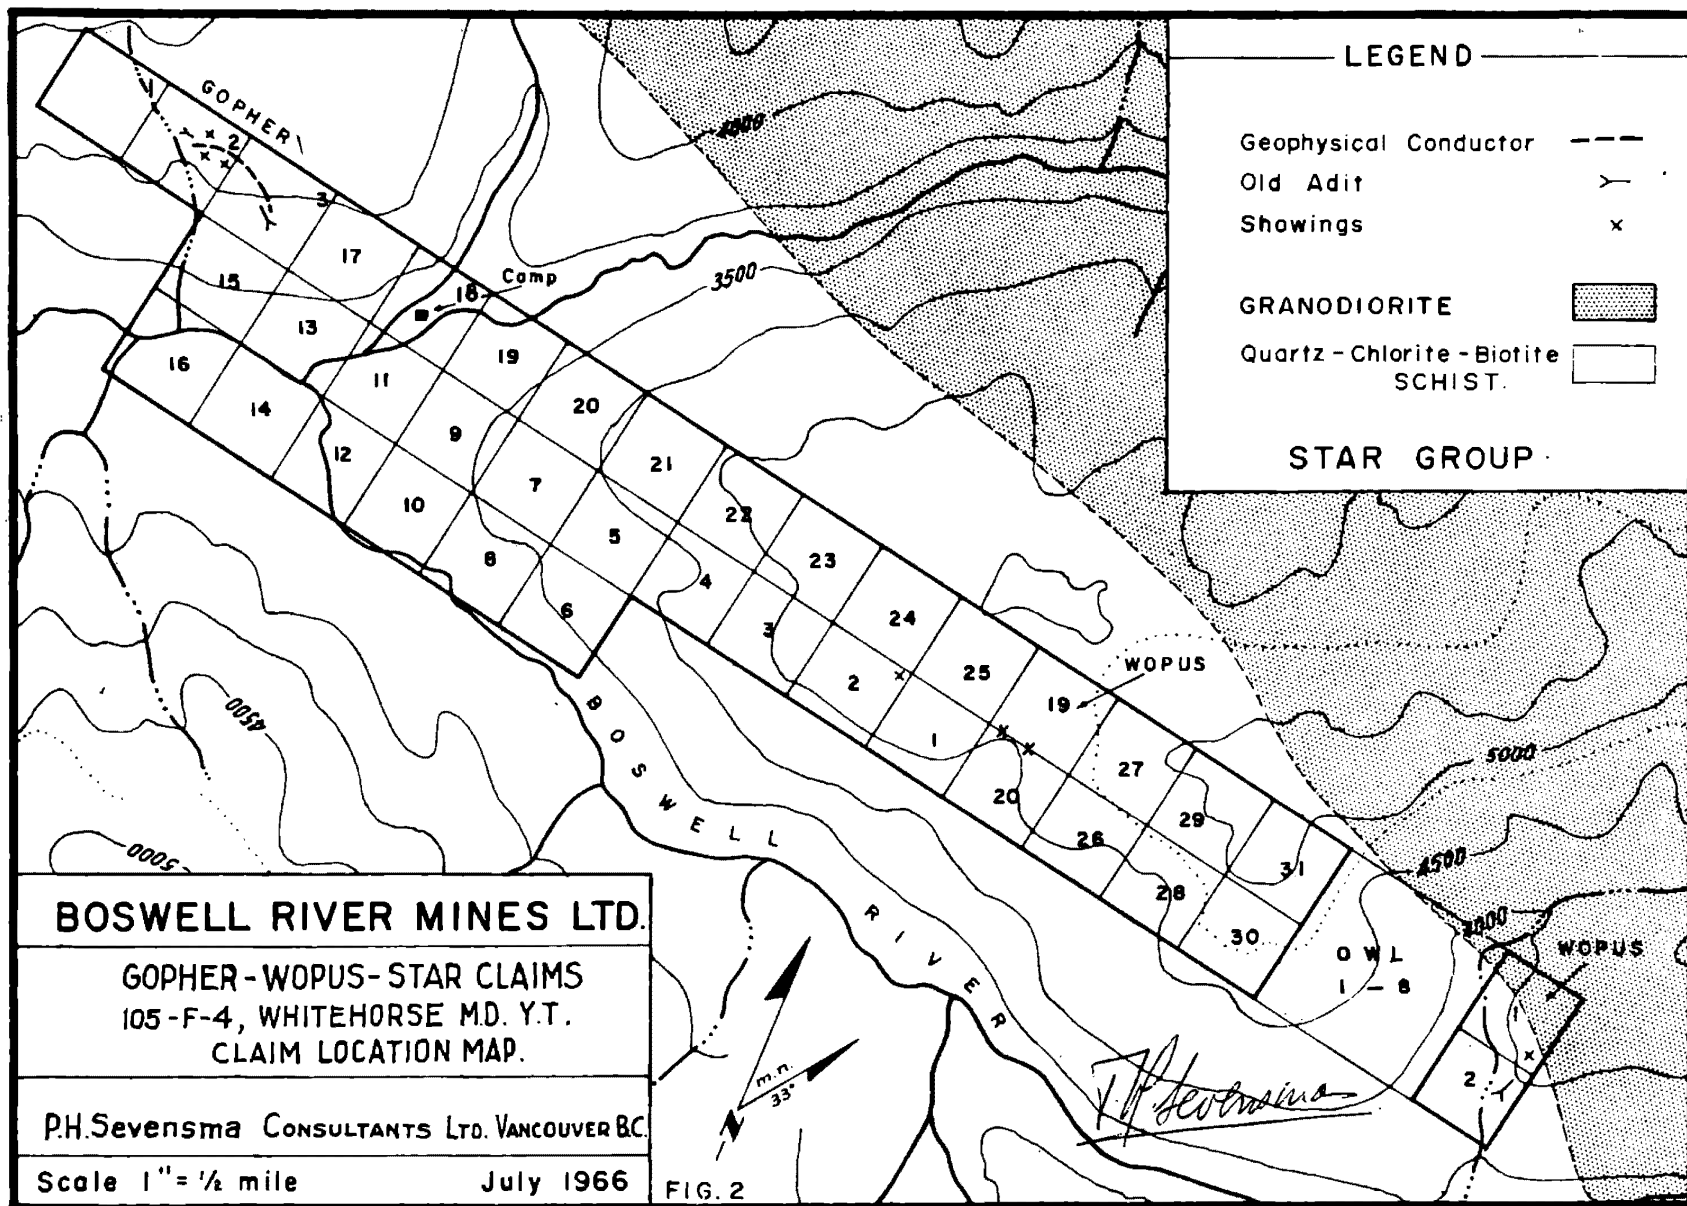 LEGEND
Geophysical Conductor
Old Adit
Showings
GRANODIORITE
Quartz-Chlorite-Biotite
SCHIST.
STAR GROUP
GOPHER
1
2
3
17
15
13
18
Camp
16
14
11
19
12
9
20
10
7
21
8
5
22
6
4
23
3
24
2
25
1
19
WOPUS
20
27
26
29
28
31
30
OWL
1-8
WOPUS
1
2
4000
3500
4500
5000
5000
4500
4000
BOSWELL RIVER
BOSWELL RIVER MINES LTD.
GOPHER-WOPUS-STAR CLAIMS
105-F-4, WHITEHORSE M.D. Y.T.
CLAIM LOCATION MAP.
P.H.Sevensma CONSULTANTS LTD. VANCOUVER B.C.
Scale 1"= ½ mile July 1966
FIG. 2
m.n.
33°
N
P.H. Sevensma